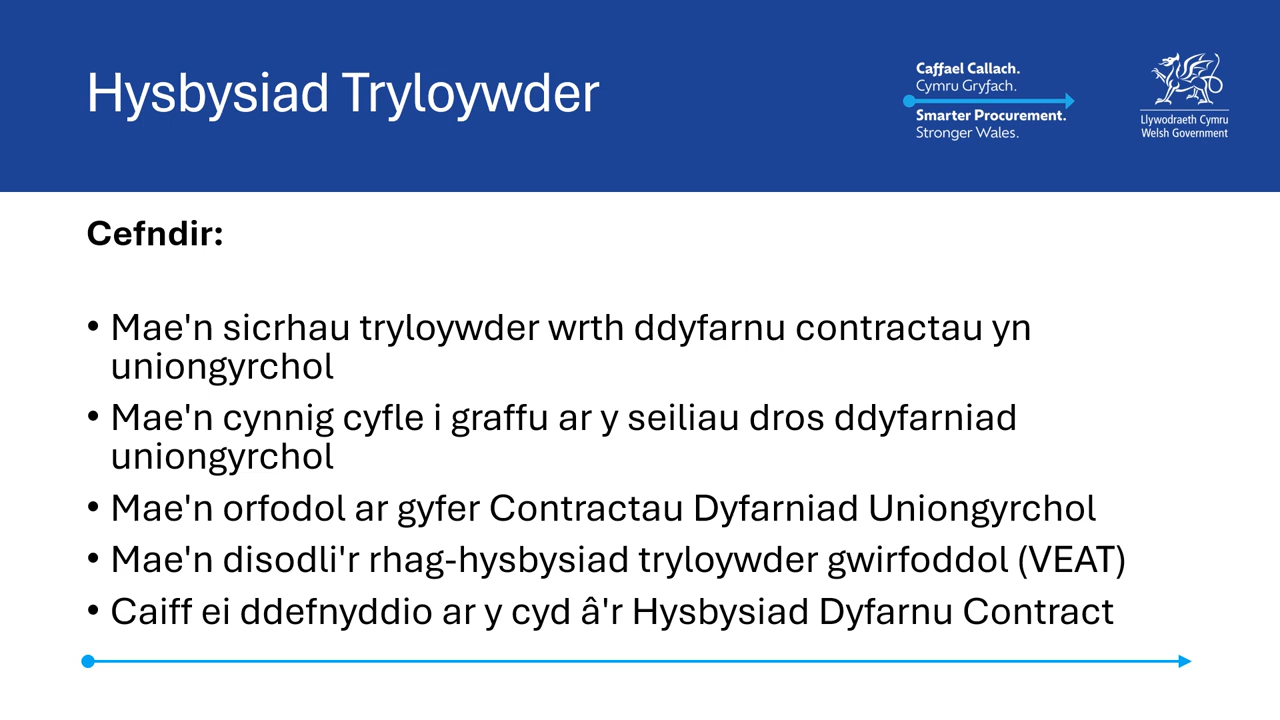 Hysbysiad Tryloywder
Caffael Callach.
Cymru Gryfach.
Smarter Procurement.
Stronger Wales.
Llywodraeth Cymru
Welsh Government
Cefndir:
• Mae'n sicrhau tryloywder wrth ddyfarnu contractau yn
uniongyrchol
• Mae'n cynnig cyfle i graffu ar y seiliau dros ddyfarniad
uniongyrchol
• Mae'n orfodol ar gyfer Contractau Dyfarniad Uniongyrchol
• Mae'n disodli'r rhag-hysbysiad tryloywder gwirfoddol (VEAT)
• Caiff ei ddefnyddio ar y cyd â'r Hysbysiad Dyfarnu Contract